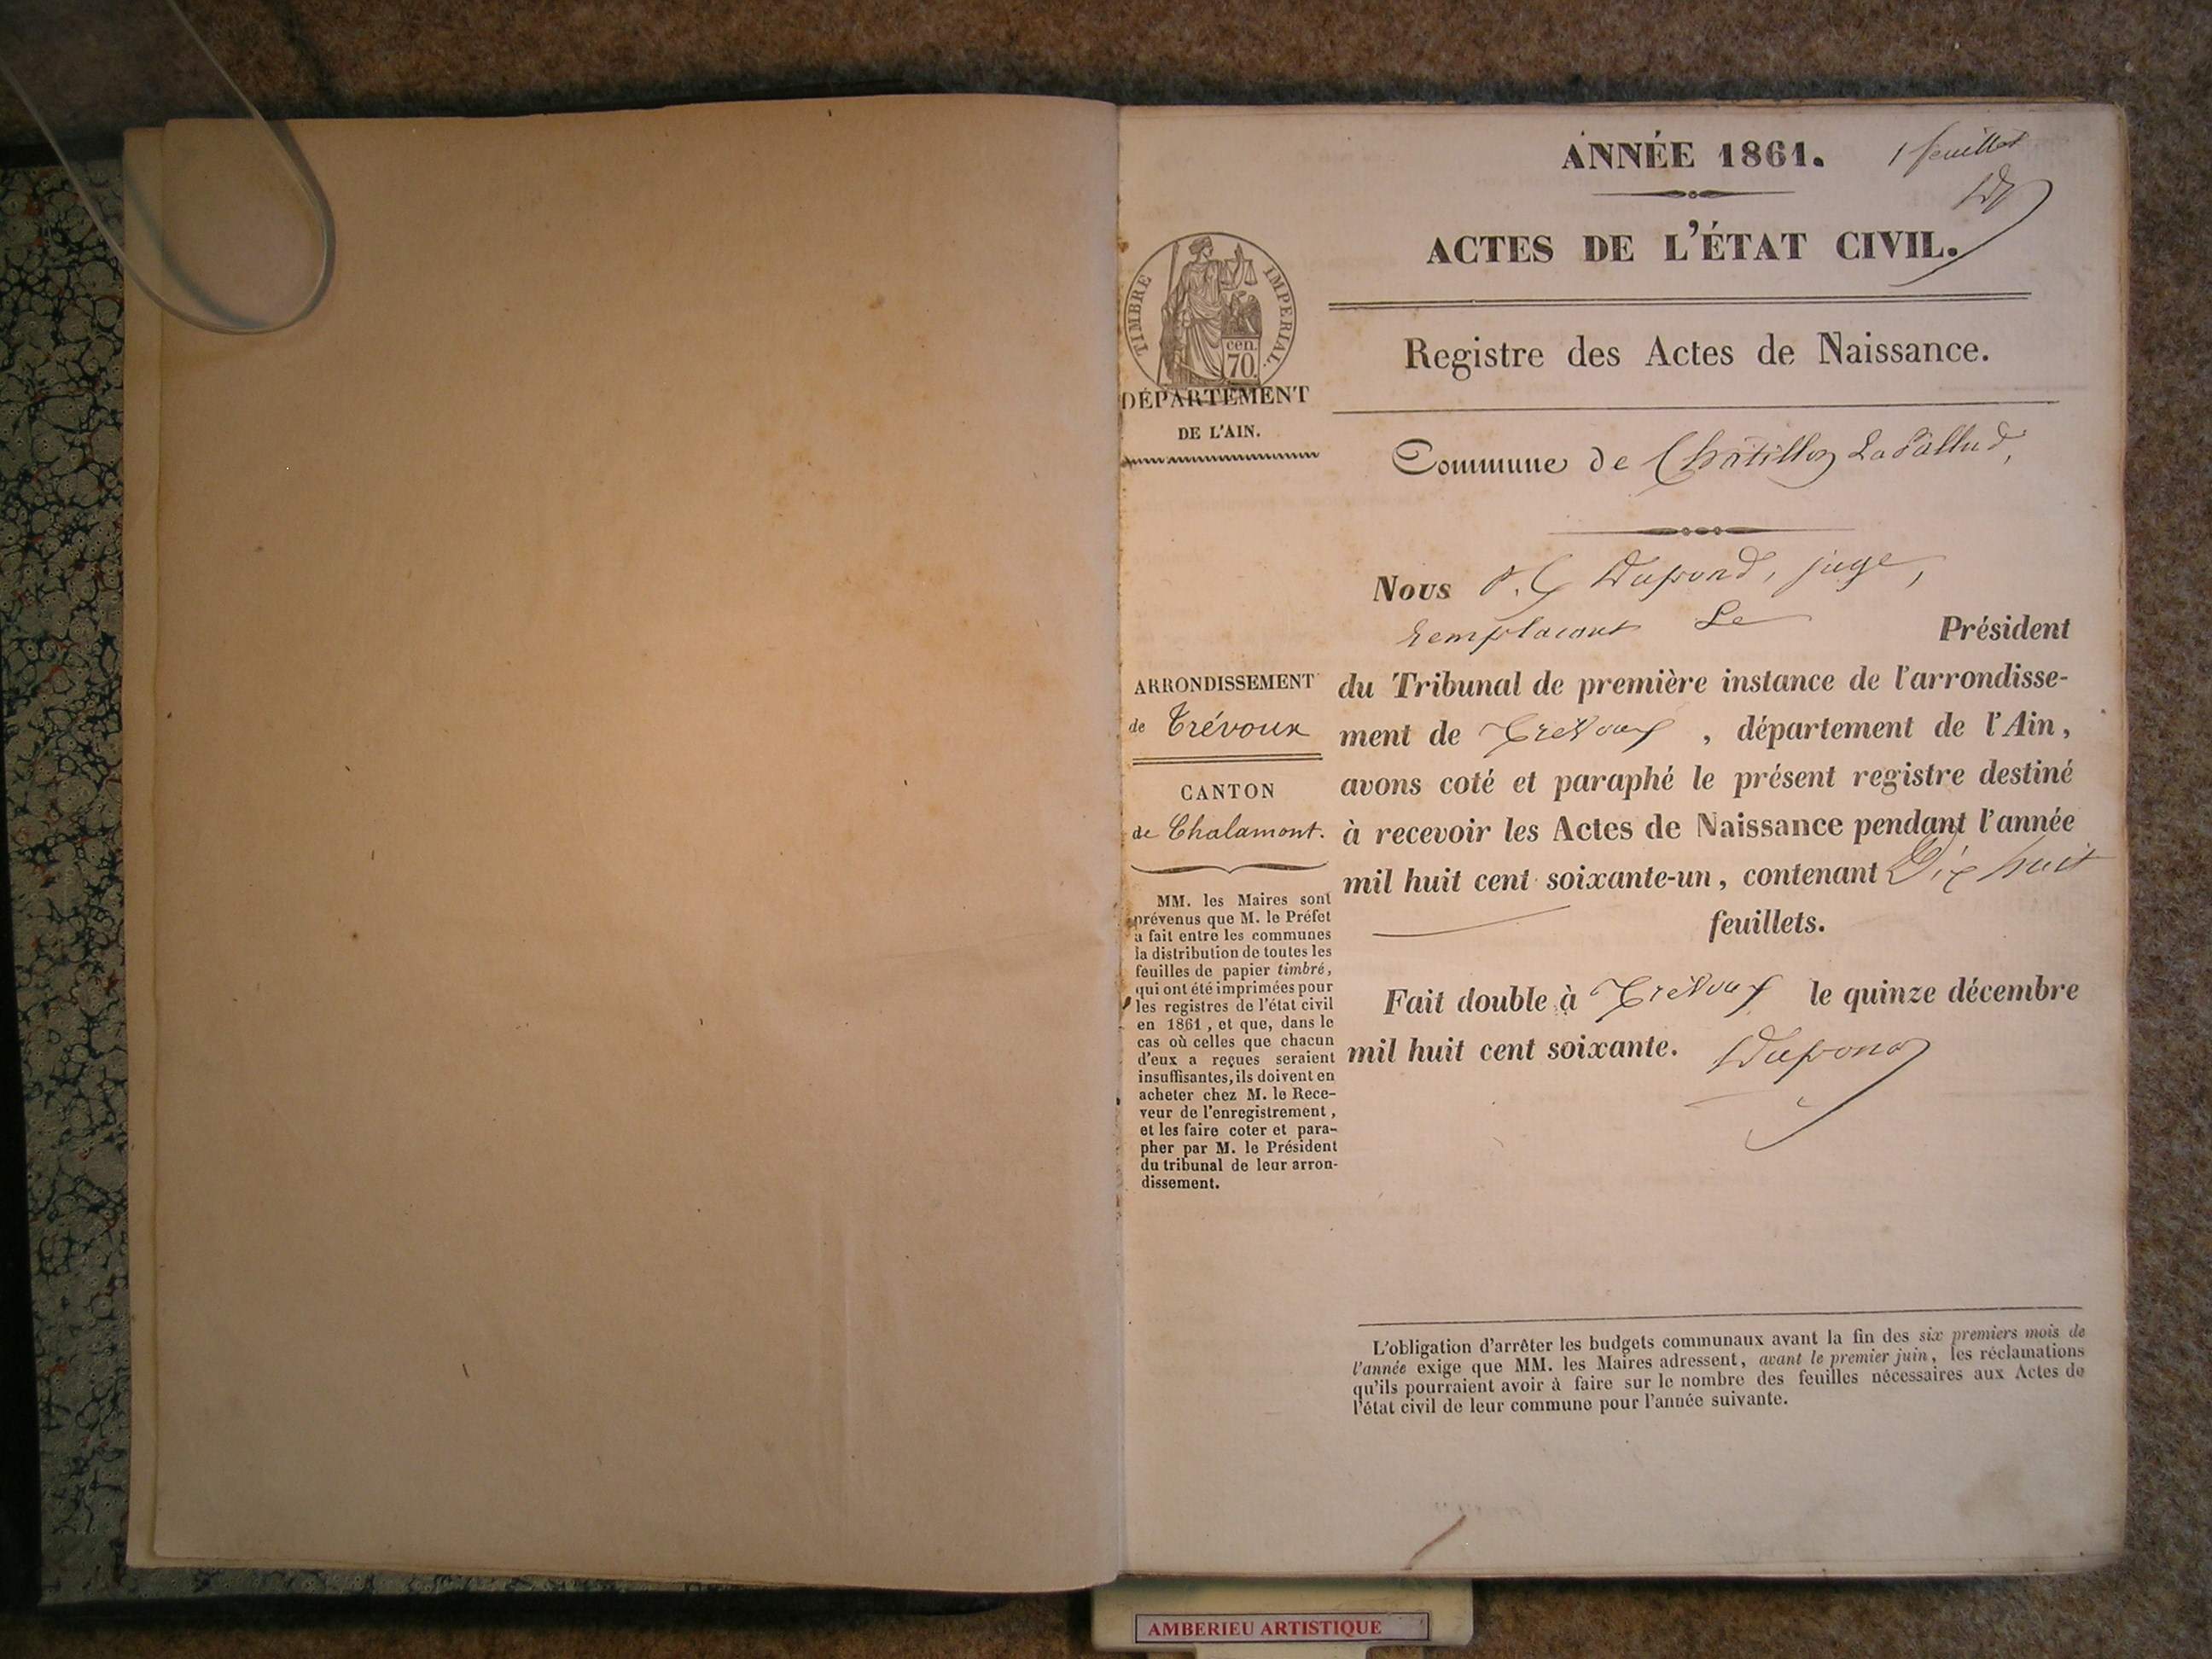 ANNÉE 1861.
1 feuillet
ACTES DE L'ÉTAT CIVIL.
TIMBRE IMPERIAL.
cen.
70.
Registre des Actes de Naissance.
DÉPARTEMENT
DE L'AIN.
Commune de Châtillon La Pallud,
Nous Dupond, juge,
remplacant Le Président
ARRONDISSEMENT
de Trévoux
CANTON
de Chalamont.
du Tribunal de première instance de l'arrondisse-
ment de Trévoux, département de l'Ain,
avons coté et paraphé le présent registre destiné
à recevoir les Actes de Naissance pendant l'année
mil huit cent soixante-un, contenant Dix huit
feuillets.
Fait double à Trévoux le quinze décembre
mil huit cent soixante. Dupond
MM. les Maires sont
prévenus que M. le Préfet
a fait entre les communes
la distribution de toutes les
feuilles de papier timbré,
qui ont été imprimées pour
les registres de l'état civil
en 1861, et que, dans le
cas où celles que chacun
d'eux a reçues seraient
insuffisantes, ils doivent en
acheter chez M. le Rece-
veur de l'enregistrement,
et les faire coter et para-
pher par M. le Président
du tribunal de leur arron-
dissement.
L'obligation d'arrêter les budgets communaux avant la fin des six premiers mois de
l'année exige que MM. les Maires adressent, avant le premier juin, les réclamations
qu'ils pourraient avoir à faire sur le nombre des feuilles nécessaires aux Actes de
l'état civil de leur commune pour l'année suivante.
AMBERIEU ARTISTIQUE